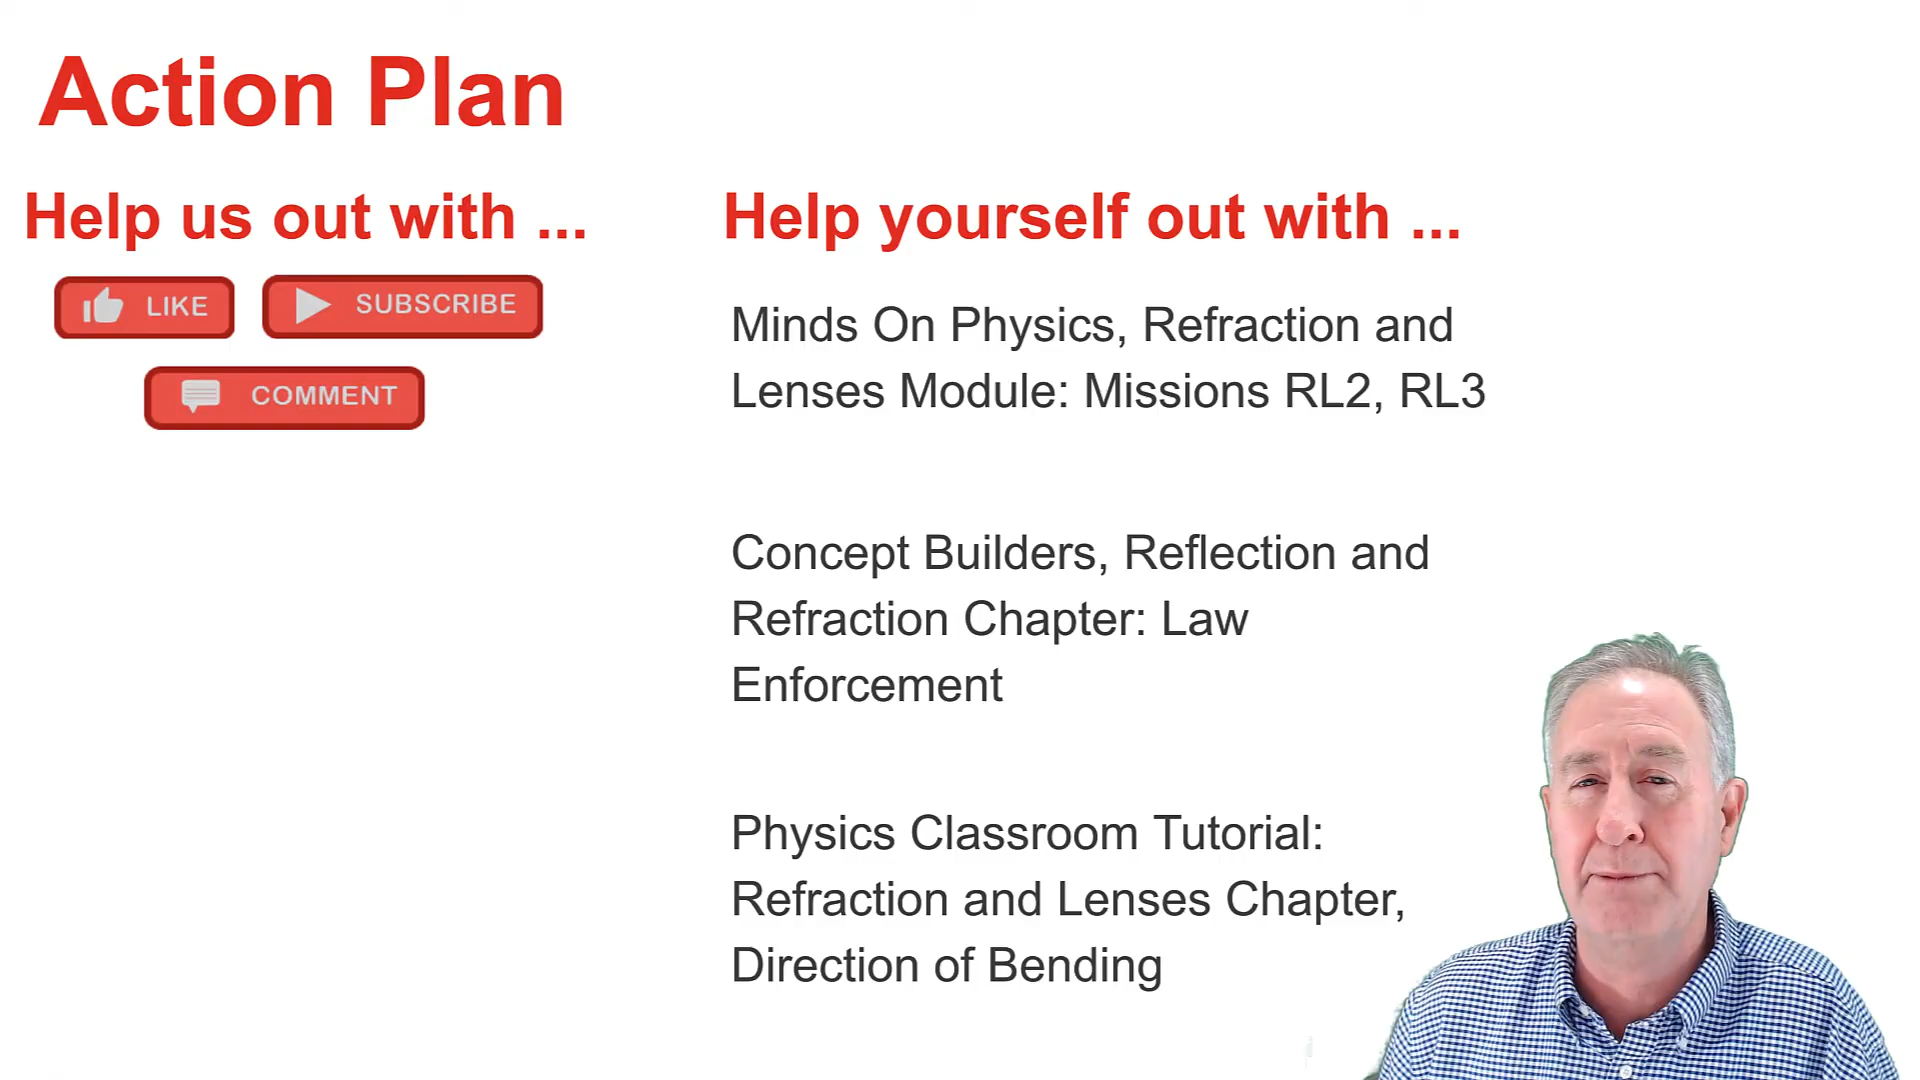 Action Plan
Help us out with ...
LIKE
SUBSCRIBE
COMMENT
Help yourself out with ...
Minds On Physics, Refraction and
Lenses Module: Missions RL2, RL3
Concept Builders, Reflection and
Refraction Chapter: Law
Enforcement
Physics Classroom Tutorial:
Refraction and Lenses Chapter,
Direction of Bending